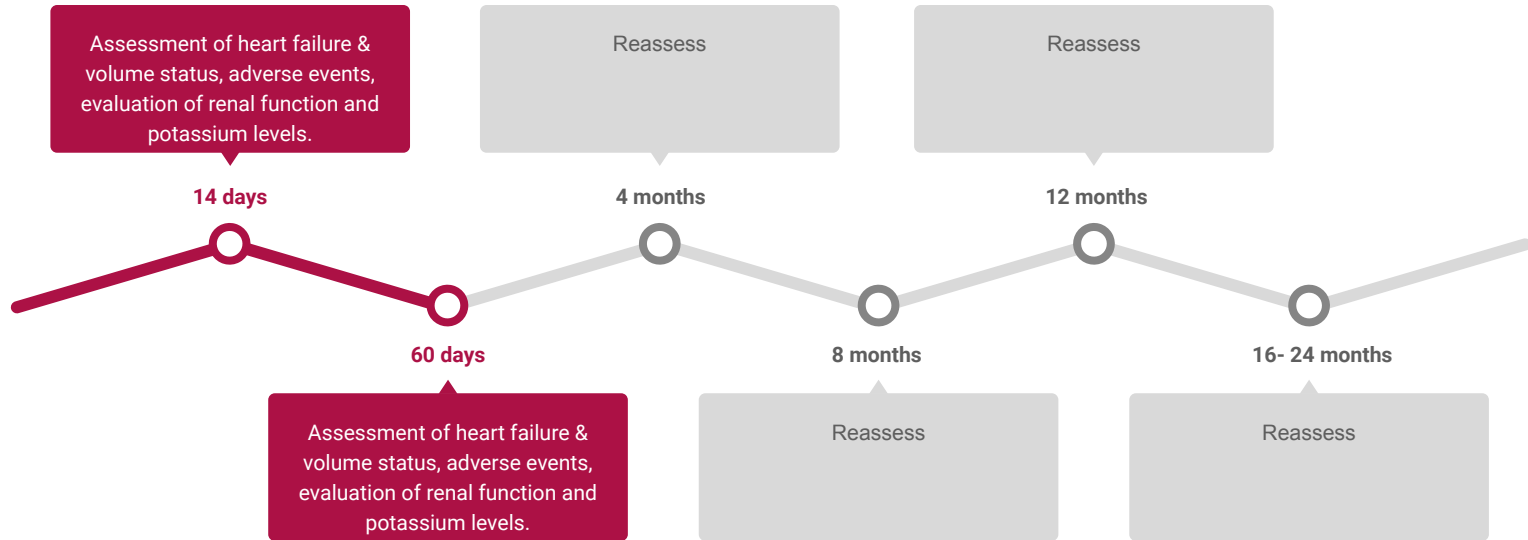 Assessment of heart failure &
volume status, adverse events,
evaluation of renal function and
potassium levels.
14 days
60 days
Assessment of heart failure &
volume status, adverse events,
evaluation of renal function and
potassium levels.
Reassess
4 months
8 months
Reassess
Reassess
12 months
16- 24 months
Reassess